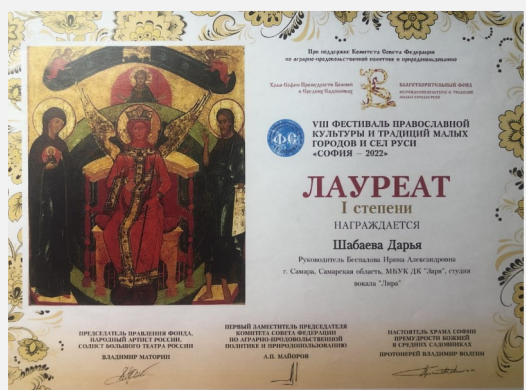 При поддержке Комитета Совета Федерации
по аграрно-продовольственной политике и природопользованию
Храм Софии Премудрости Божией
в Средних Садовниках
БЛАГОТВОРИТЕЛЬНЫЙ ФОНД
VIII ФЕСТИВАЛЬ ПРАВОСЛАВНОЙ
КУЛЬТУРЫ И ТРАДИЦИЙ МАЛЫХ
ГОРОДОВ И СЕЛ РУСИ
«СОФИЯ – 2022»
ЛАУРЕАТ
I степени
НАГРАЖДАЕТСЯ
Шабаева Дарья
Руководитель Беспалова Ирина Александровна
г. Самара, Самарская область, МБУК ДК "Заря", студия
вокала "Лира"
ПРЕДСЕДАТЕЛЬ ПРАВЛЕНИЯ ФОНДА,
НАРОДНЫЙ АРТИСТ РОССИИ,
СОЛИСТ БОЛЬШОГО ТЕАТРА РОССИИ
ВЛАДИМИР МАТОРИН
ПЕРВЫЙ ЗАМЕСТИТЕЛЬ ПРЕДСЕДАТЕЛЯ
КОМИТЕТА СОВЕТА ФЕДЕРАЦИИ
ПО АГРАРНО-ПРОДОВОЛЬСТВЕННОЙ
ПОЛИТИКЕ И ПРИРОДОПОЛЬЗОВАНИЮ
А.П. МАЙОРОВ
НАСТОЯТЕЛЬ ХРАМА СОФИИ
ПРЕМУДРОСТИ БОЖИЕЙ
В СРЕДНИХ САДОВНИКАХ
ПРОТОИЕРЕЙ ВЛАДИМИР ВОЛГИН